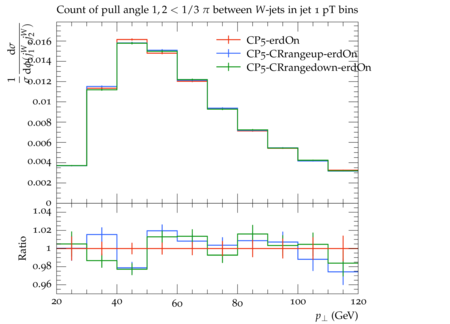 Count of pull angle 1, 2 < 1/3 π between W-jets in jet 1 pT bins
CP5-erdOn
CP5-CRrangeup-erdOn
CP5-CRrangedown-erdOn
0.016
0.014
0.012
0.01
0.008
0.006
0.004
0.002
0
1.04
1.02
1
0.98
0.96
Ratio
20 40 60 80 100 120
p⊥ (GeV)